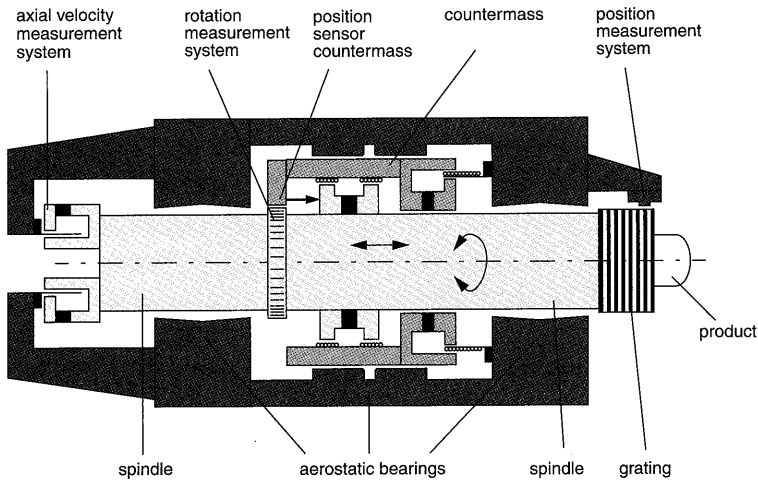 axial velocity
measurement
system
rotation
measurement
system
position
sensor
countermass
countermass
position
measurement
system
product
spindle
aerostatic bearings
spindle
grating